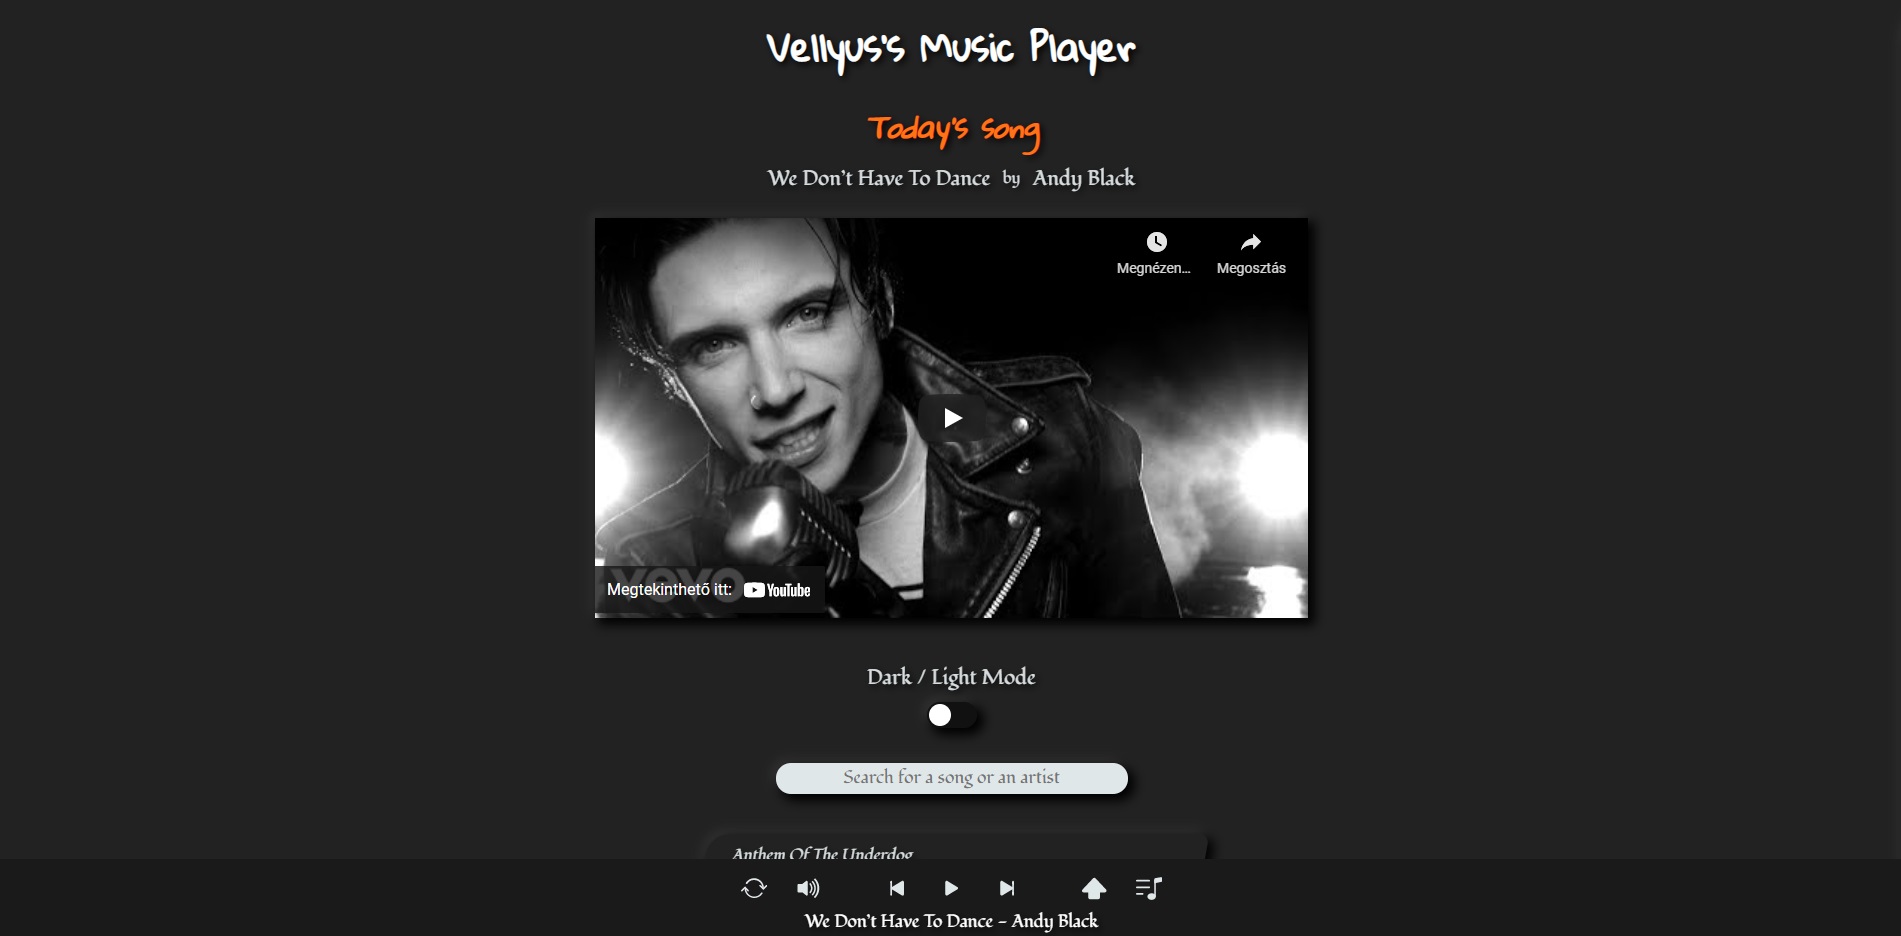 Vellyus's Music Player
Today's song
We Don't Have To Dance by Andy Black
Megnézen...
Megosztás
vevo
Megtekinthető itt: YouTube
Dark / Light Mode
Search for a song or an artist
Anthem Of The Underdog
We Don't Have To Dance - Andy Black